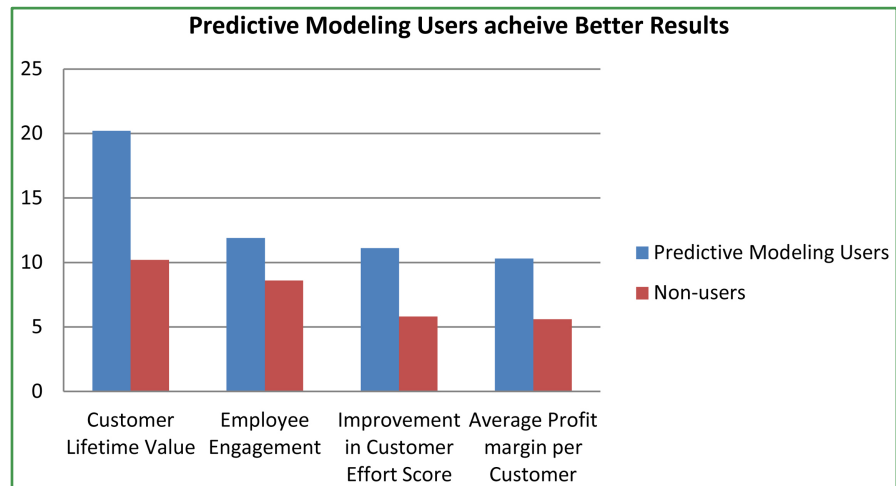 Predictive Modeling Users acheive Better Results
25
20
15
10
5
0
Customer
Lifetime Value
Employee
Engagement
Improvement
in Customer
Effort Score
Average Profit
margin per
Customer
Predictive Modeling Users
Non-users